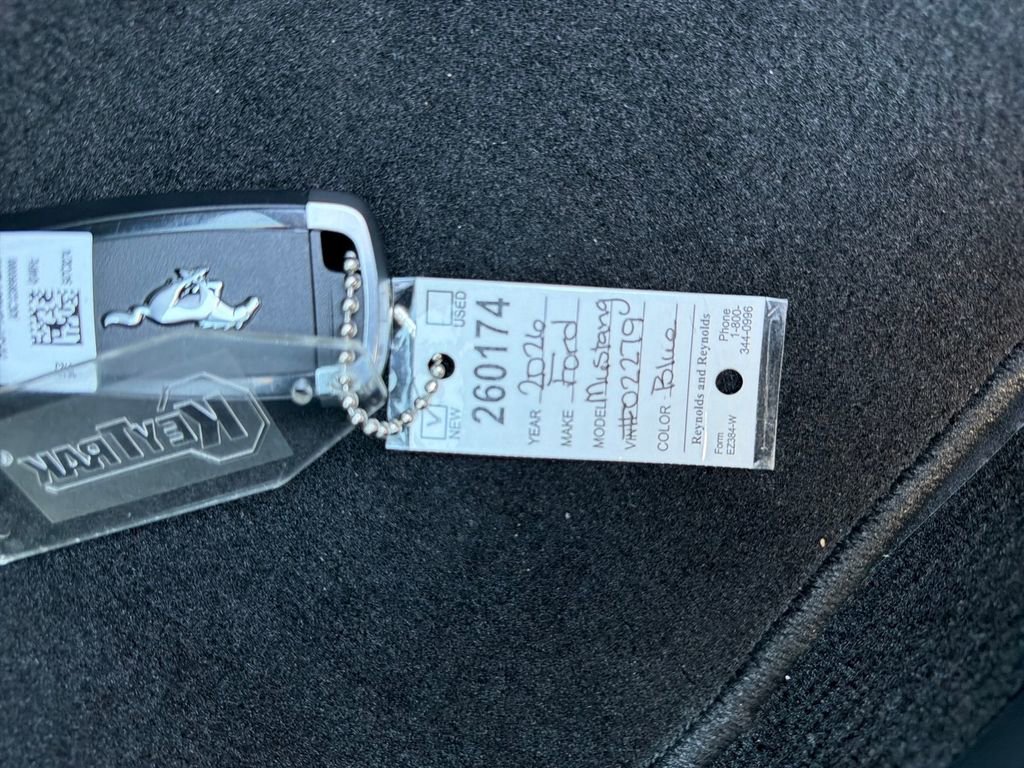 NEW USED
260174
YEAR 2026
MAKE Ford
MODEL Mustang
VIN# 022279
COLOR Blue
Reynolds and Reynolds
Form
EZ384-W
Phone
1-800-
344-0996
KEYTRAK